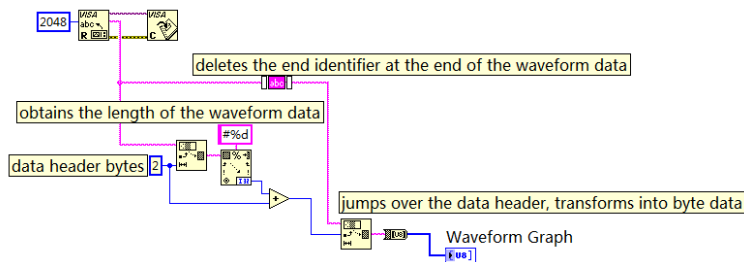 VISA
abc
R
VISA
C
2048
deletes the end identifier at the end of the waveform data
abc
obtains the length of the waveform data
#%d
data header bytes
2
%
+
jumps over the data header, transforms into byte data
U8
Waveform Graph
U8